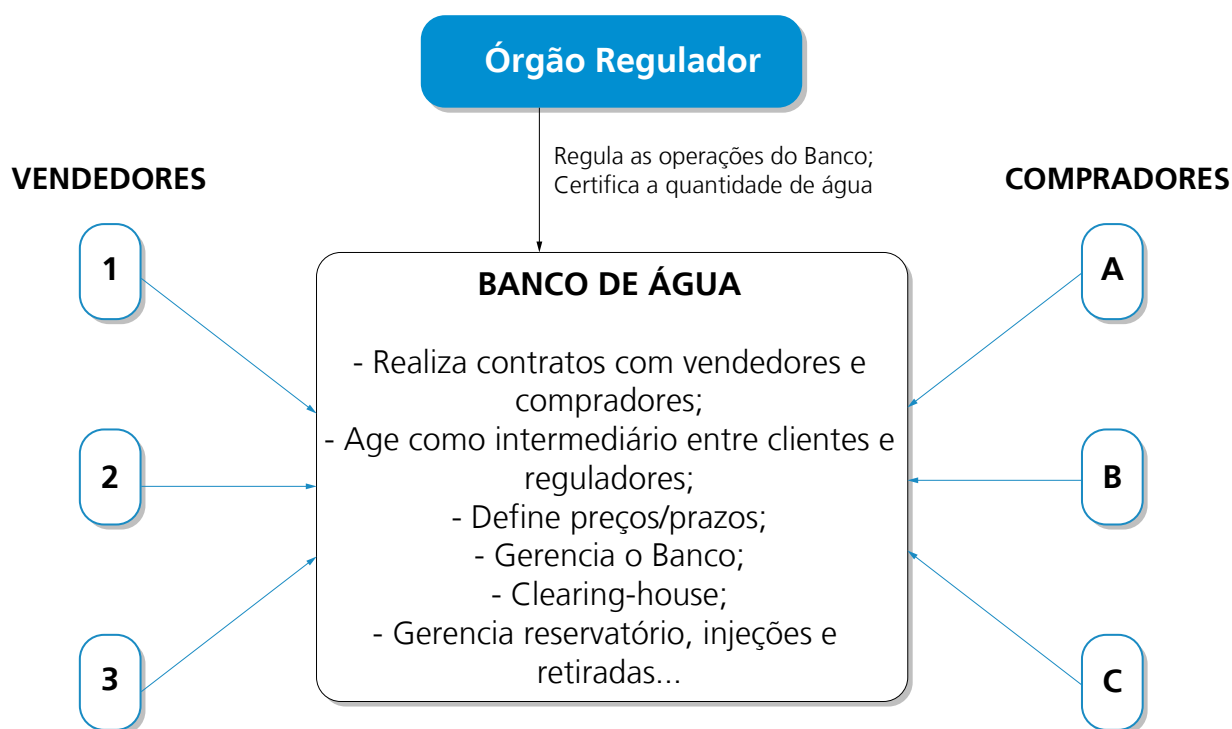 Órgão Regulador
Regula as operações do Banco;
Certifica a quantidade de água
VENDEDORES
COMPRADORES
1
2
3
BANCO DE ÁGUA
- Realiza contratos com vendedores e
compradores;
- Age como intermediário entre clientes e
reguladores;
- Define preços/prazos;
- Gerencia o Banco;
- Clearing-house;
- Gerencia reservatório, injeções e
retiradas...
A
B
C